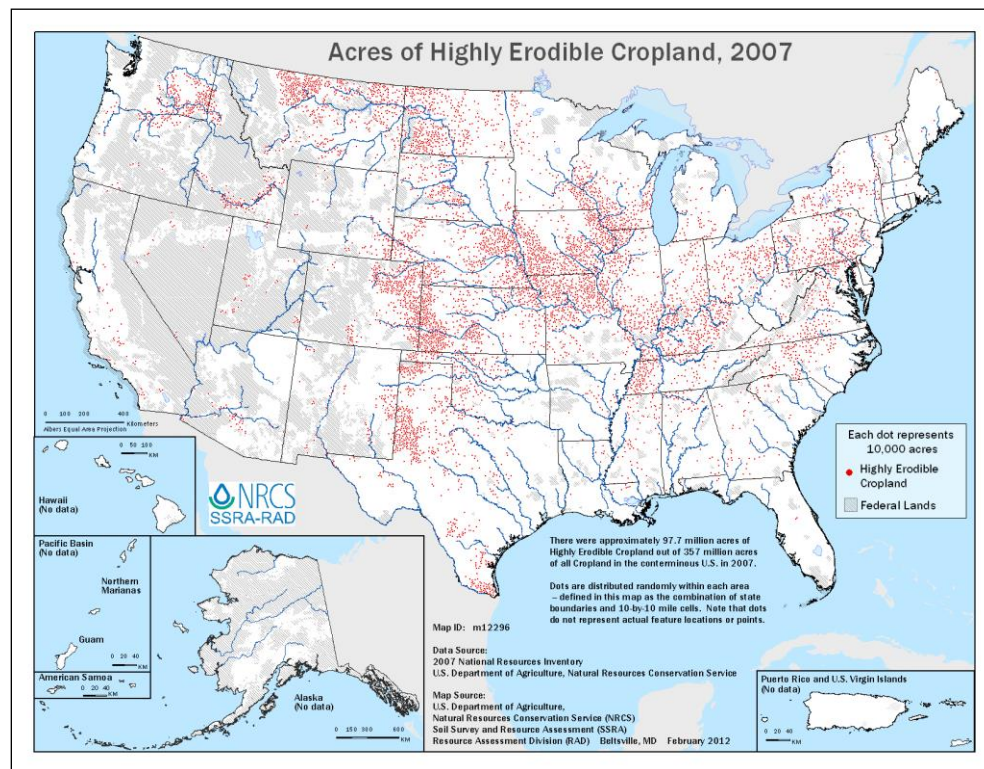 Acres of Highly Erodible Cropland, 2007
0 100 200 400
Kilometers
Albers Equal Area Projection
0 50 100
KM
Hawaii
(No data)
NRCS
SSRA-RAD
Each dot represents
10,000 acres
Highly Erodible
Cropland
Federal Lands
Pacific Basin
(No data)
Northern
Marianas
Guam
0 20 40
KM
American Samoa
0 20 40
KM
Alaska
(No data)
0 150 300 600
KM
There were approximately 97.7 million acres of
Highly Erodible Cropland out of 357 million acres
of all Cropland in the conterminous U.S. in 2007.
Dots are distributed randomly within each area
– defined in this map as the combination of state
boundaries and 10-by-10 mile cells. Note that dots
do not represent actual feature locations or points.
Map ID: m12296
Data Source:
2007 National Resources Inventory
U.S. Department of Agriculture, Natural Resources Conservation Service
Map Source:
U.S. Department of Agriculture,
Natural Resources Conservation Service (NRCS)
Soil Survey and Resource Assessment (SSRA)
Resource Assessment Division (RAD) Beltsville, MD February 2012
Puerto Rico and U.S. Virgin Islands
(No data)
0 20 40
KM